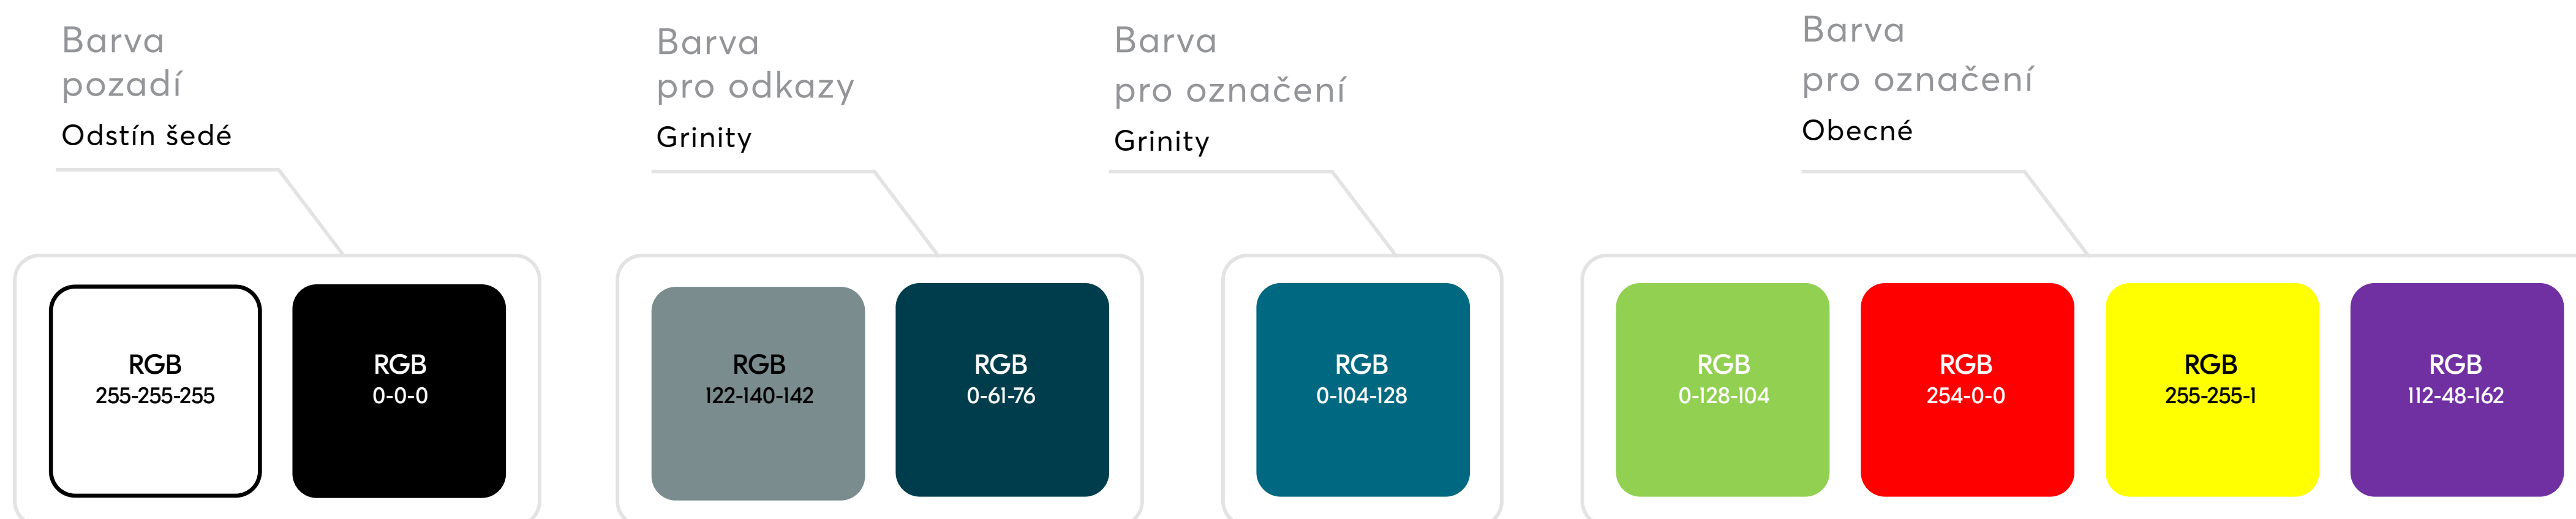 Barva
pozadí
Odstín šedé
Barva
pro odkazy
Grinity
Barva
pro označení
Grinity
Barva
pro označení
Obecné
RGB
255-255-255
RGB
0-0-0
RGB
122-140-142
RGB
0-61-76
RGB
0-104-128
RGB
0-128-104
RGB
254-0-0
RGB
255-255-1
RGB
112-48-162